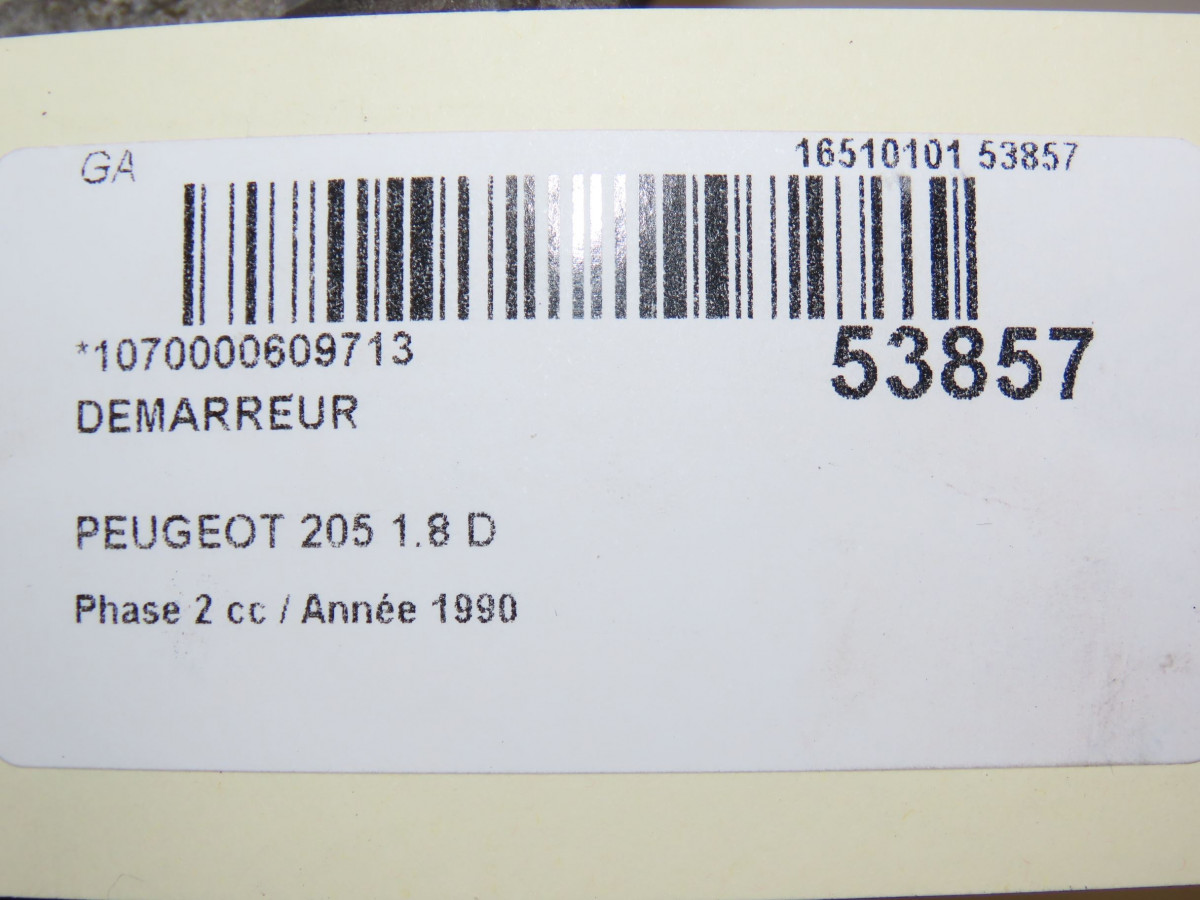 GA
16510101 53857
*1070000609713
53857
DEMARREUR
PEUGEOT 205 1.8 D
Phase 2 cc / Année 1990